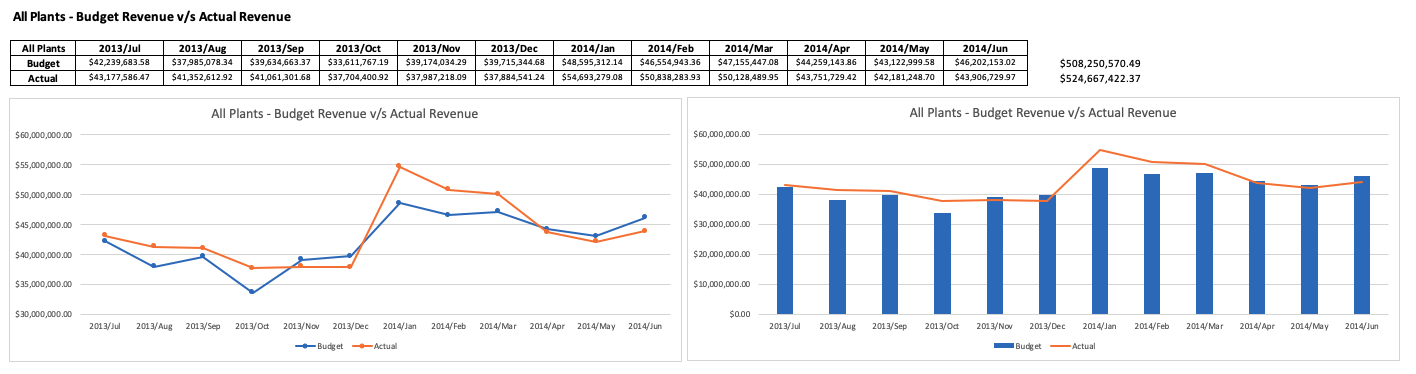 All Plants - Budget Revenue v/s Actual Revenue
All Plants 2013/Jul 2013/Aug 2013/Sep 2013/Oct 2013/Nov 2013/Dec 2014/Jan 2014/Feb 2014/Mar 2014/Apr 2014/May 2014/Jun
Budget $42,239,683.58 $37,985,078.34 $39,634,663.37 $33,611,767.19 $39,174,034.29 $39,715,344.68 $48,595,312.14 $46,554,943.36 $47,155,447.08 $44,259,143.86 $43,122,999.58 $46,202,153.02 $508,250,570.49
Actual $43,177,586.47 $41,352,612.92 $41,061,301.68 $37,704,400.92 $37,987,218.09 $37,884,541.24 $54,693,279.08 $50,838,283.93 $50,128,489.95 $43,751,729.42 $42,181,248.70 $43,906,729.97 $524,667,422.37
All Plants - Budget Revenue v/s Actual Revenue
$60,000,000.00
$55,000,000.00
$50,000,000.00
$45,000,000.00
$40,000,000.00
$35,000,000.00
$30,000,000.00
2013/Jul 2013/Aug 2013/Sep 2013/Oct 2013/Nov 2013/Dec 2014/Jan 2014/Feb 2014/Mar 2014/Apr 2014/May 2014/Jun
Budget Actual
All Plants - Budget Revenue v/s Actual Revenue
$60,000,000.00
$50,000,000.00
$40,000,000.00
$30,000,000.00
$20,000,000.00
$10,000,000.00
$0.00
2013/Jul 2013/Aug 2013/Sep 2013/Oct 2013/Nov 2013/Dec 2014/Jan 2014/Feb 2014/Mar 2014/Apr 2014/May 2014/Jun
Budget Actual